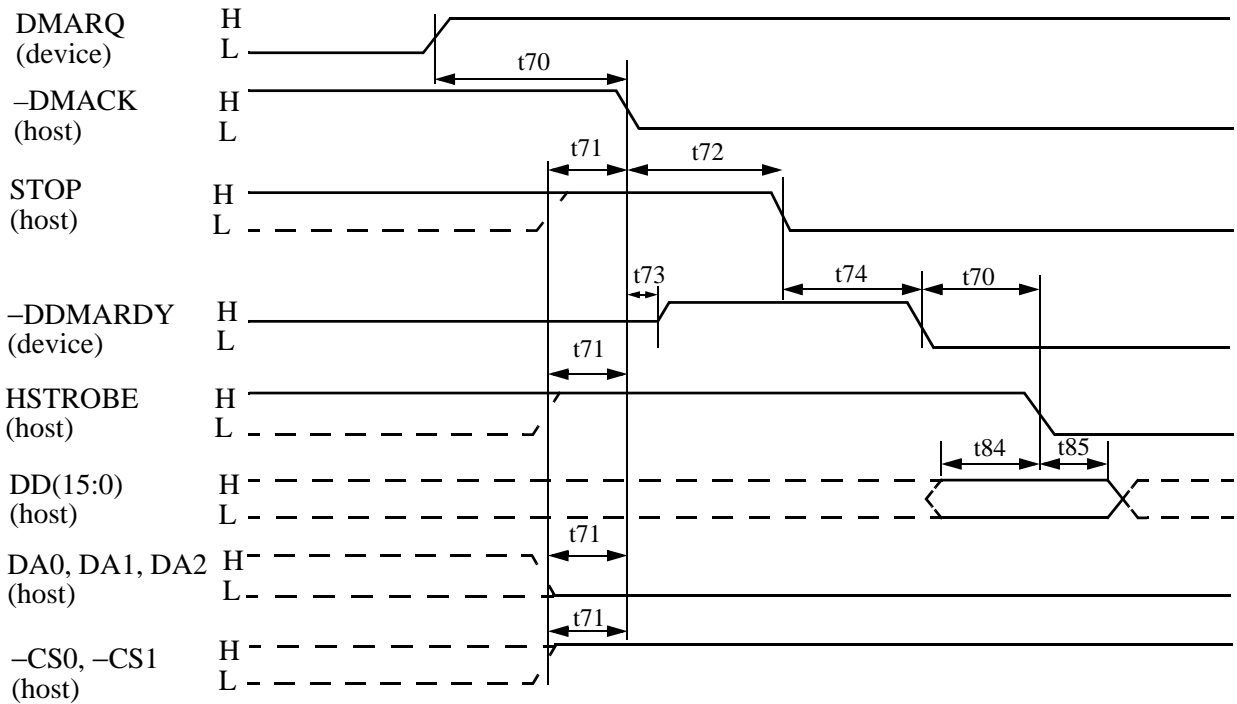 DMARQ H
(device) L
t70
–DMACK H
(host) L
t71 t72
STOP H
(host) L
t73 t74 t70
–DDMARDY H
(device) L
t71
HSTROBE H
(host) L
t84 t85
DD(15:0) H
(host) L
t71
DA0, DA1, DA2 H
(host) L
t71
–CS0, –CS1 H
(host) L